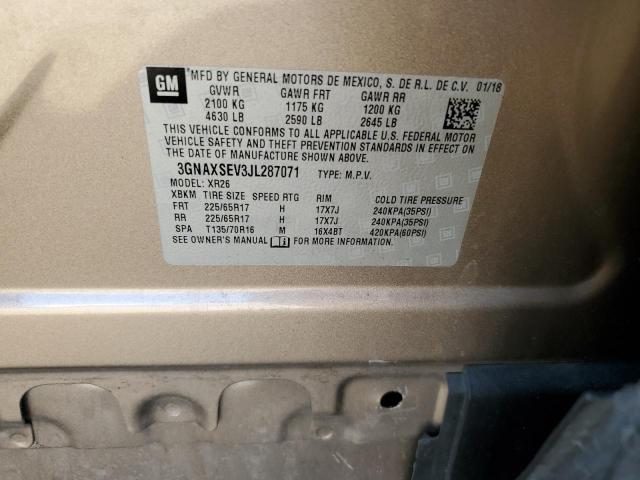 GM
MFD BY GENERAL MOTORS DE MEXICO, S. DE R.L. DE C.V. 01/18
GVWR GAWR FRT GAWR RR
2100 KG 1175 KG 1200 KG
4630 LB 2590 LB 2645 LB
THIS VEHICLE CONFORMS TO ALL APPLICABLE U.S. FEDERAL MOTOR
VEHICLE SAFETY AND THEFT PREVENTION STANDARDS IN EFFECT
ON THE DATE OF MANUFACTURE SHOWN ABOVE.
3GNAXSEV3JL287071 TYPE: M.P.V.
MODEL: XR26
XBKM TIRE SIZE SPEED RTG RIM COLD TIRE PRESSURE
FRT 225/65R17 H 17X7J 240KPA(35PSI)
RR 225/65R17 H 17X7J 240KPA(35PSI)
SPA T135/70R16 M 16X4BT 420KPA(60PSI)
SEE OWNER'S MANUAL FOR MORE INFORMATION.